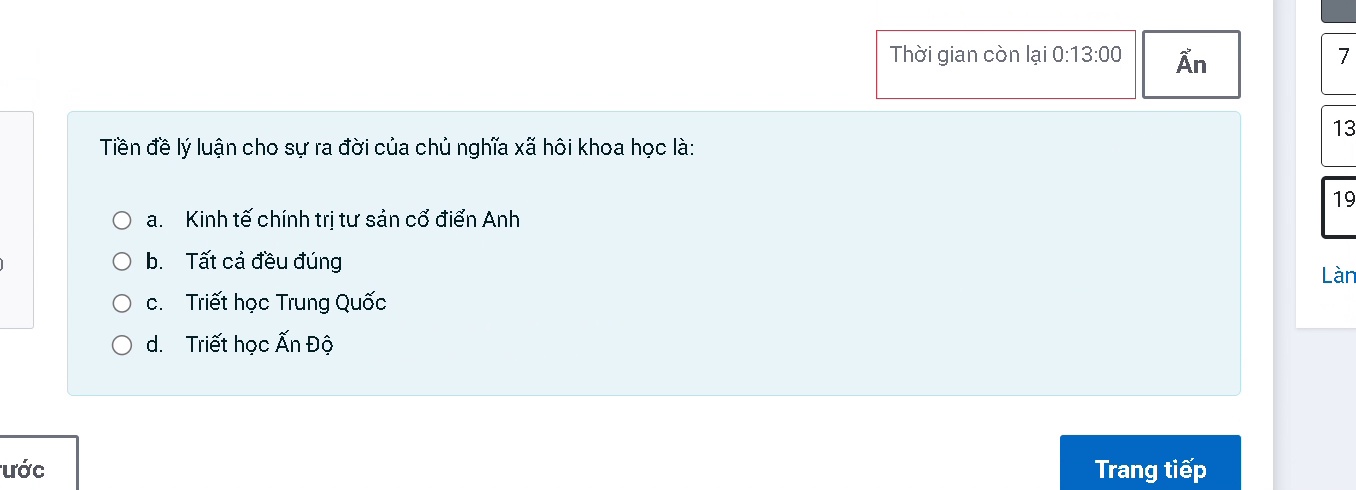 Thời gian còn lại 0:13:00
Ẩn
7
13
19
Tiền đề lý luận cho sự ra đời của chủ nghĩa xã hôi khoa học là:
a. Kinh tế chính trị tư sản cổ điển Anh
b. Tất cả đều đúng
c. Triết học Trung Quốc
d. Triết học Ấn Độ
Trang tiếp